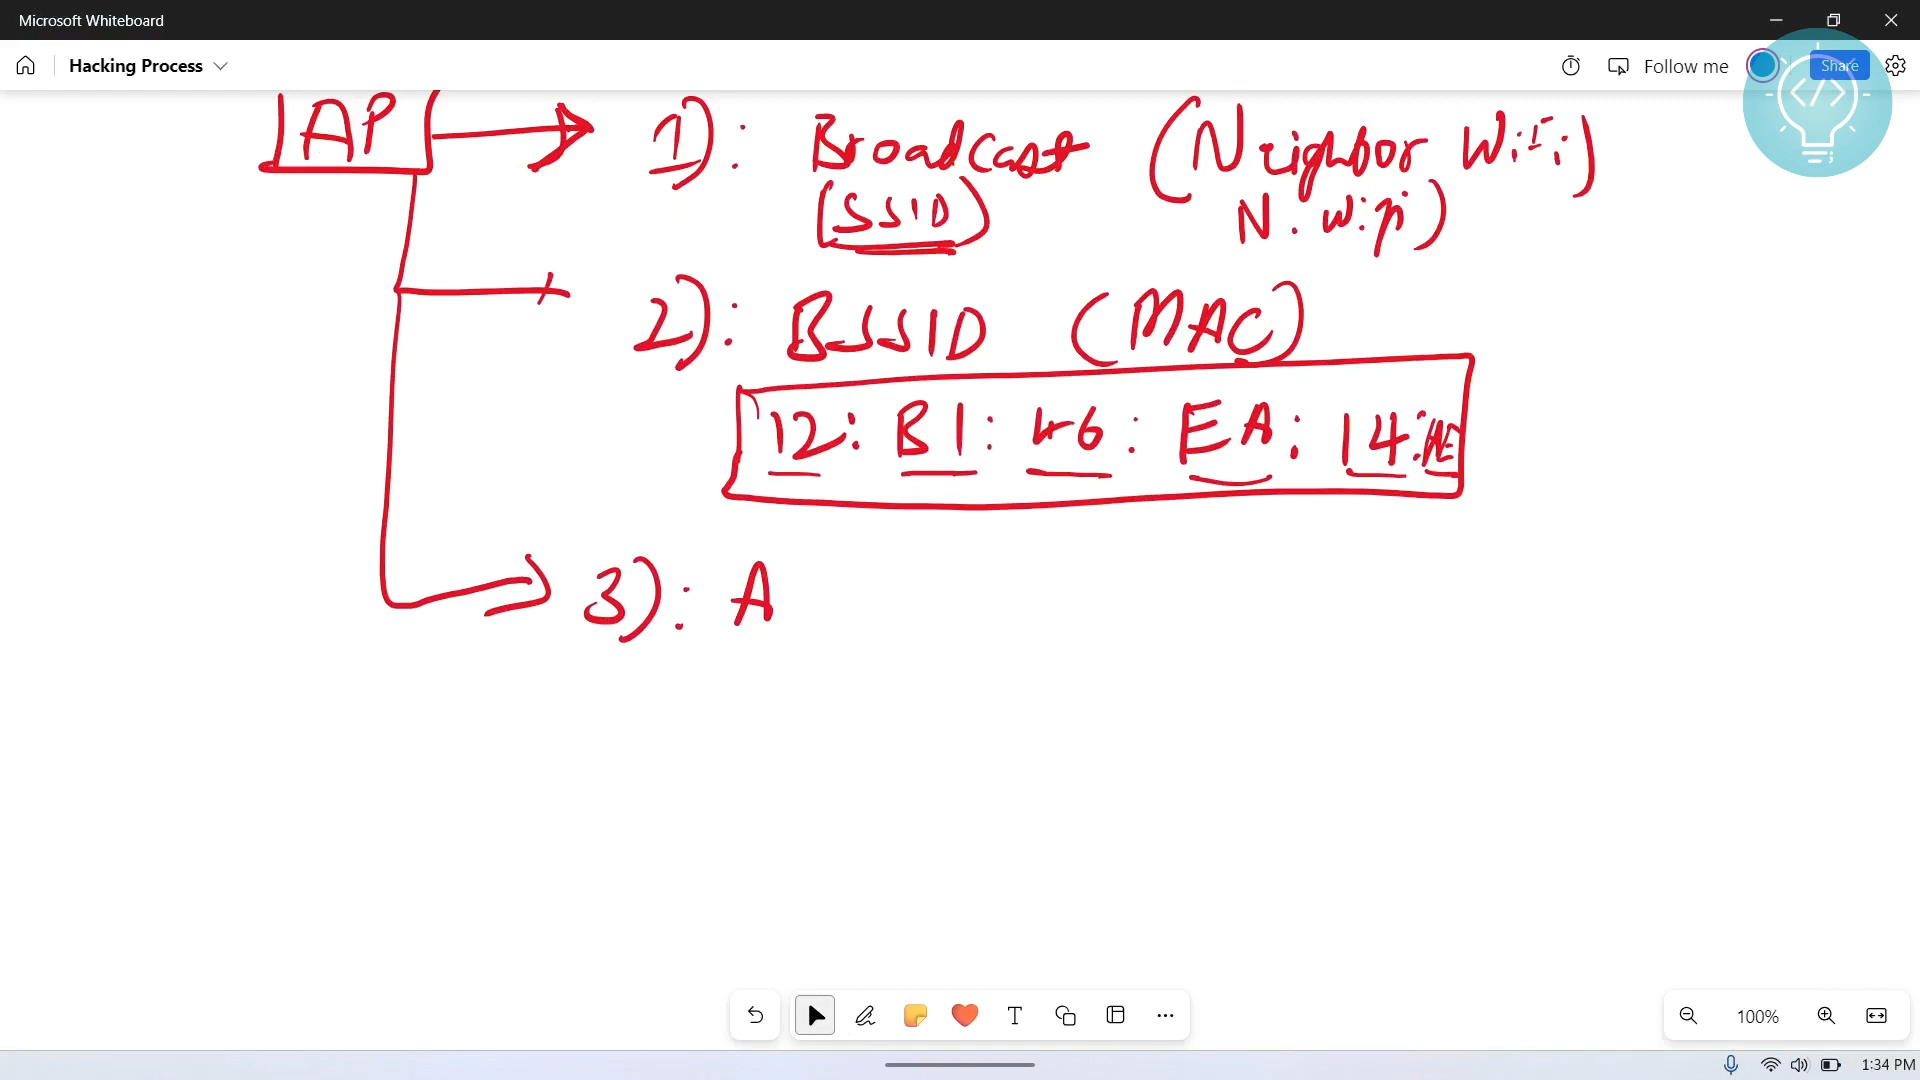 Microsoft Whiteboard
Hacking Process
Follow me
Share
AP
1): Broadcast (Neighbor WiFi)
(SSID)
N. wifi)
2): BSSID (MAC)
12: B1: 46: EA: 14: AE
3): A
100%
1:34 PM